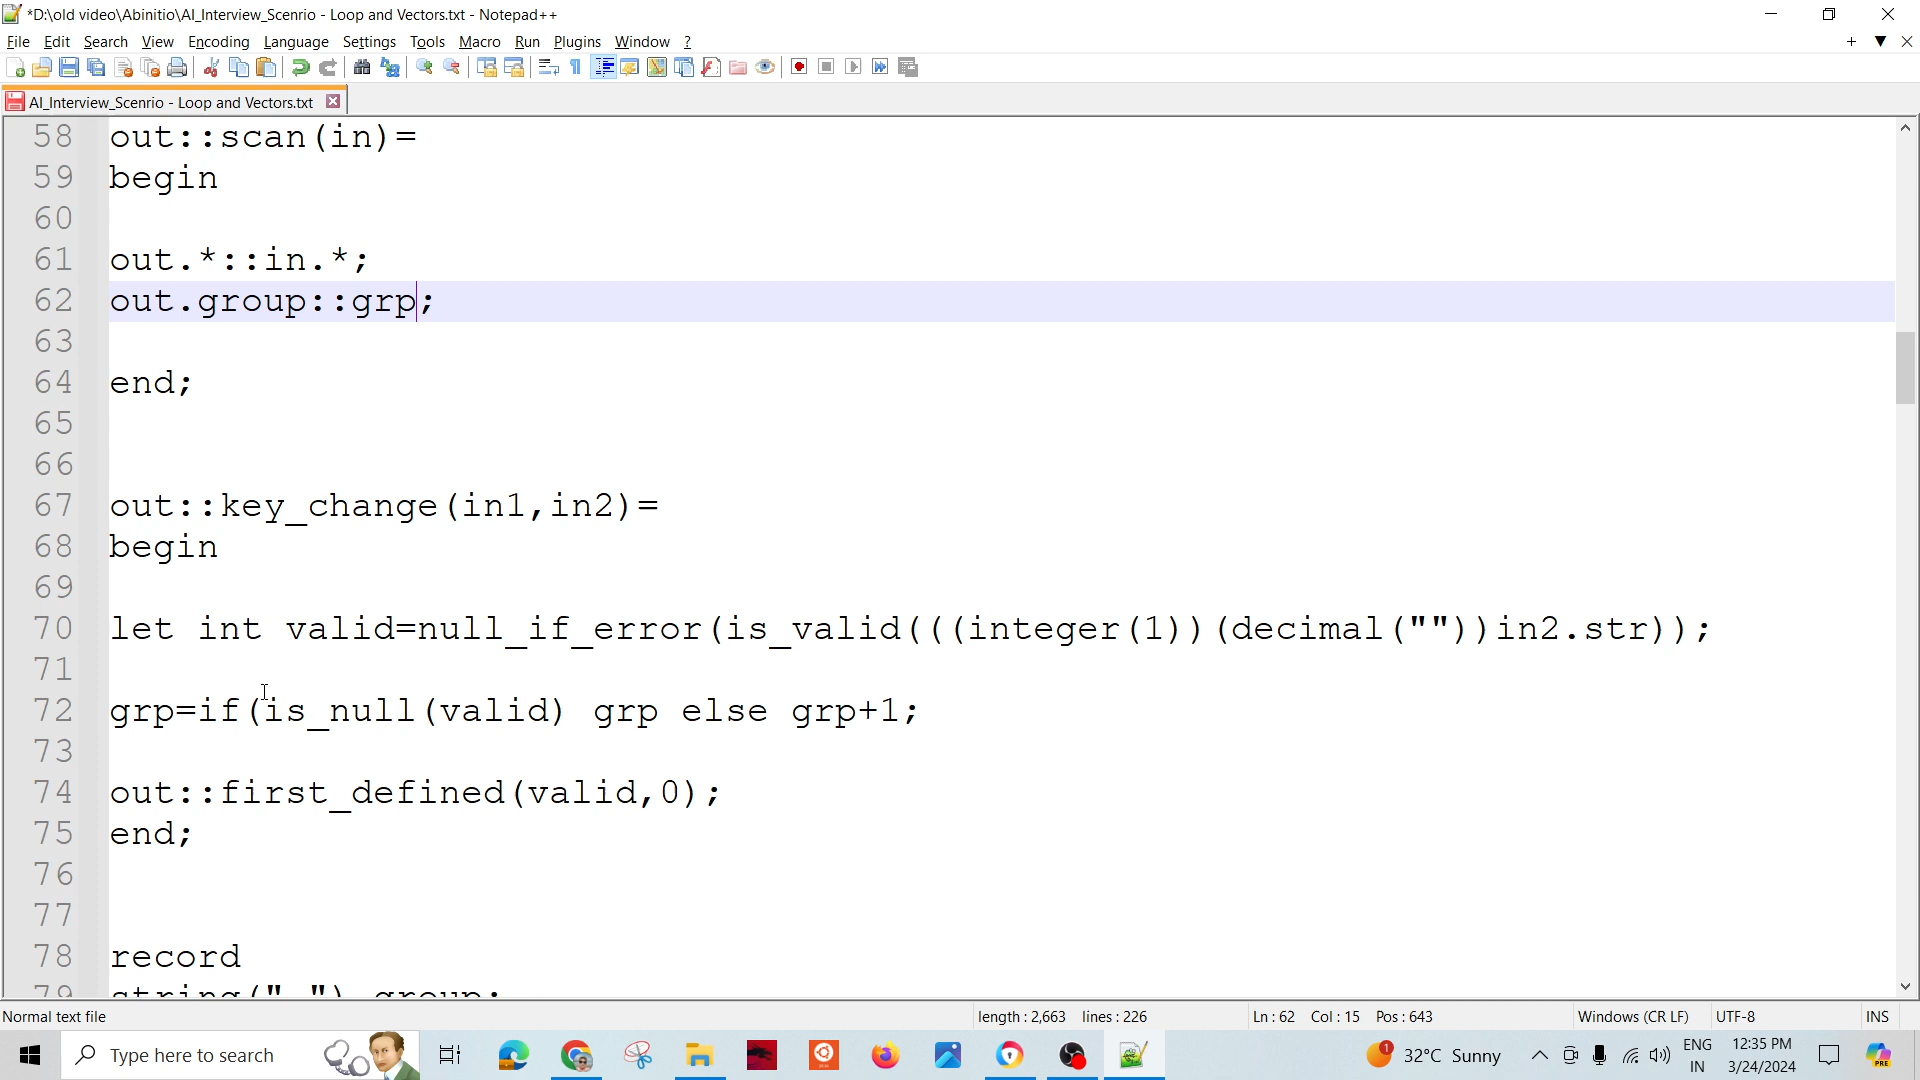 *D:\old video\Abinitio\AI_Interview_Scenrio - Loop and Vectors.txt - Notepad++
File Edit Search View Encoding Language Settings Tools Macro Run Plugins Window ?
AI_Interview_Scenrio - Loop and Vectors.txt
58 out::scan(in)=
59 begin
60
61 out.*::in.*;
62 out.group::grp;
63
64 end;
65
66
67 out::key_change(in1,in2)=
68 begin
69
70 let int valid=null_if_error(is_valid(((integer(1))(decimal(""))in2.str));
71
72 grp=if(is_null(valid) grp else grp+1;
73
74 out::first_defined(valid,0);
75 end;
76
77
78 record
79 string(" ") group;
Normal text file length : 2,663 lines : 226 Ln : 62 Col : 15 Pos : 643 Windows (CR LF) UTF-8 INS
Type here to search 32°C Sunny ENG IN 12:35 PM 3/24/2024